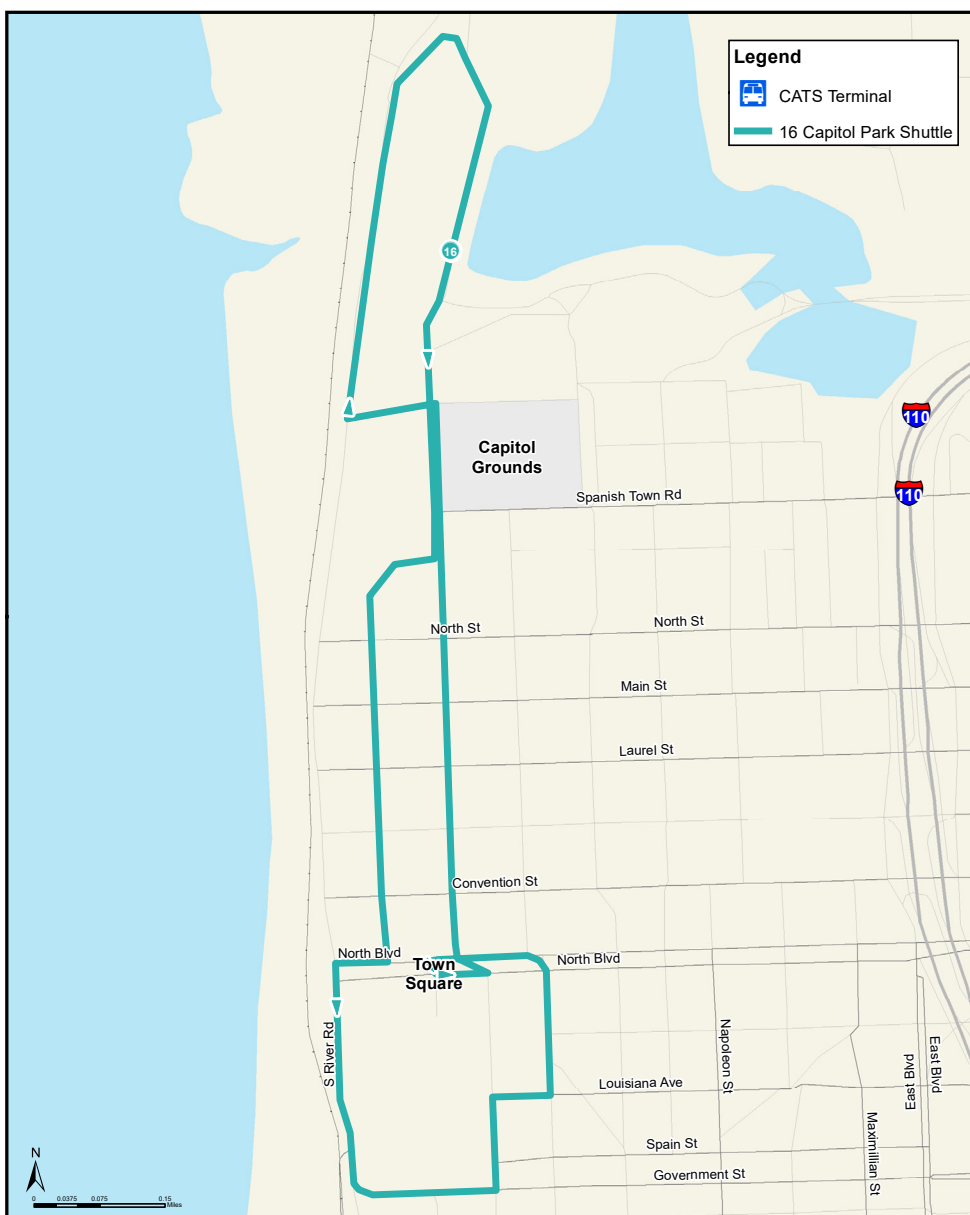 Legend
CATS Terminal
16 Capitol Park Shuttle
16
110
Capitol
Grounds
110
Spanish Town Rd
North St
North St
Main St
Laurel St
Convention St
North Blvd
Town
Square
North Blvd
S River Rd
Napoleon St
East Blvd
East Blvd
Louisiana Ave
Maximillian St
Spain St
Government St
N
0 0.0375 0.075 0.15
Miles